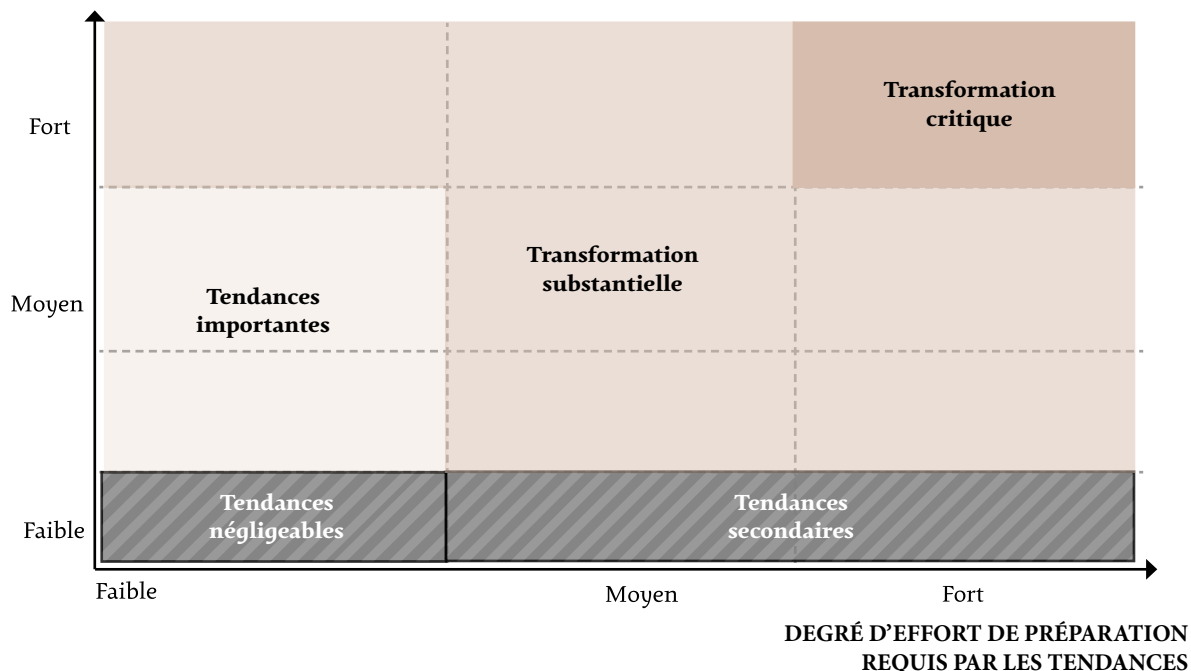 Fort
Transformation
critique
Transformation
substantielle
Moyen
Tendances
importantes
Faible
Tendances
négligeables
Tendances
secondaires
Faible
Moyen
Fort
DEGRÉ D’EFFORT DE PRÉPARATION
REQUIS PAR LES TENDANCES